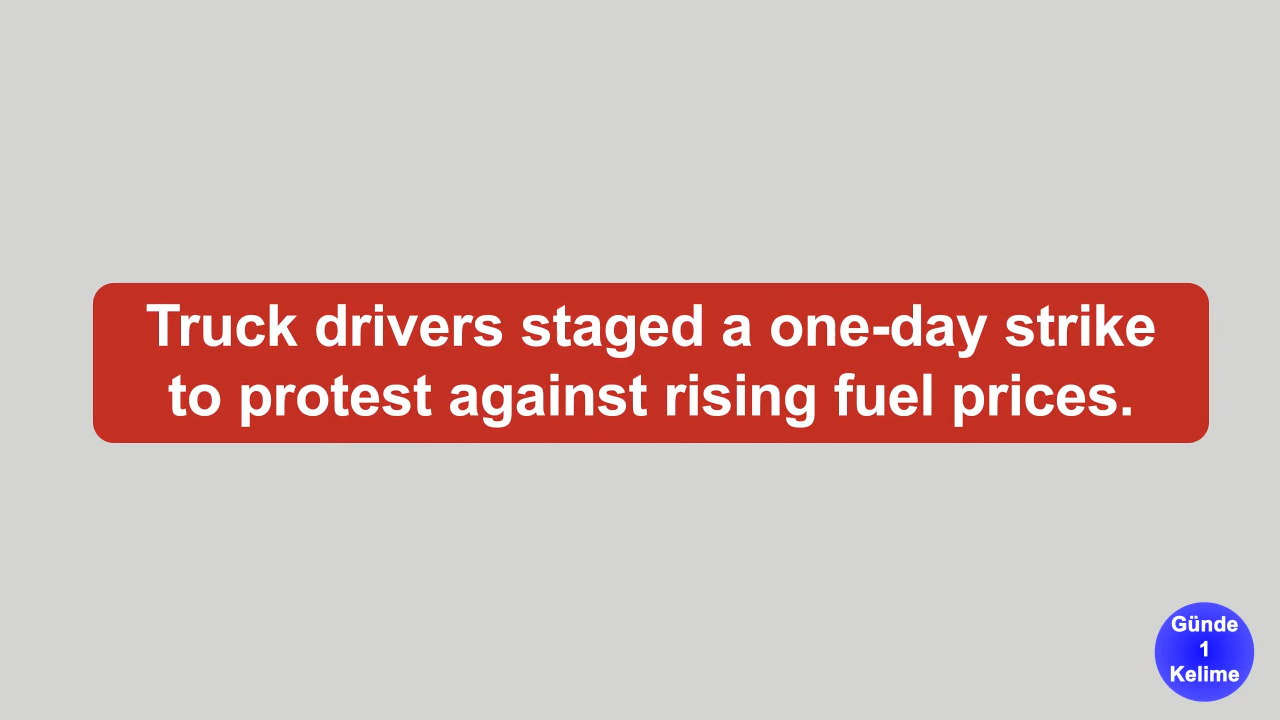 Truck drivers staged a one-day strike
to protest against rising fuel prices.
Günde
1
Kelime